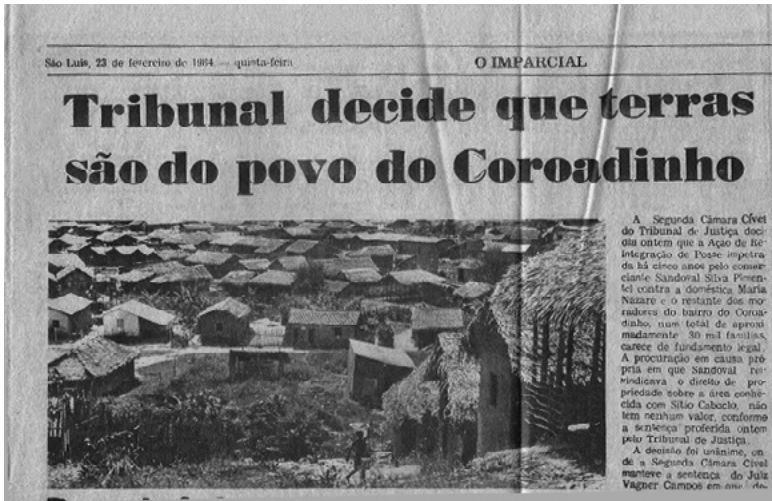 São Luis, 23 de fevereiro de 1984 — quinta-feira
O IMPARCIAL
Tribunal decide que terras
são do povo do Coroadinho
A Segunda Câmara Cível
do Tribunal de Justiça deci-
diu ontem que a Ação de Re-
integração de Posse impetra-
da há cinco anos pelo comer-
ciante Sandoval Silva Pimen-
tel contra a doméstica Maria
Nazaré e o restante dos mo-
radores do bairro do Coroa-
dinho, num total de aproxi-
madamente 30 mil famílias,
carece de fundamento legal.
A procuração em causa pró-
pria em que Sandoval rei-
vindicava o direito de pro-
priedade sobre a área conhe-
cida com Sítio Caboclo, não
tem nenhum valor, conforme
a sentença proferida ontem
pelo Tribunal de Justiça.
A decisão foi unânime, on-
de a Segunda Câmara Cível
manteve a sentença do Juiz
Vagner Campos em que